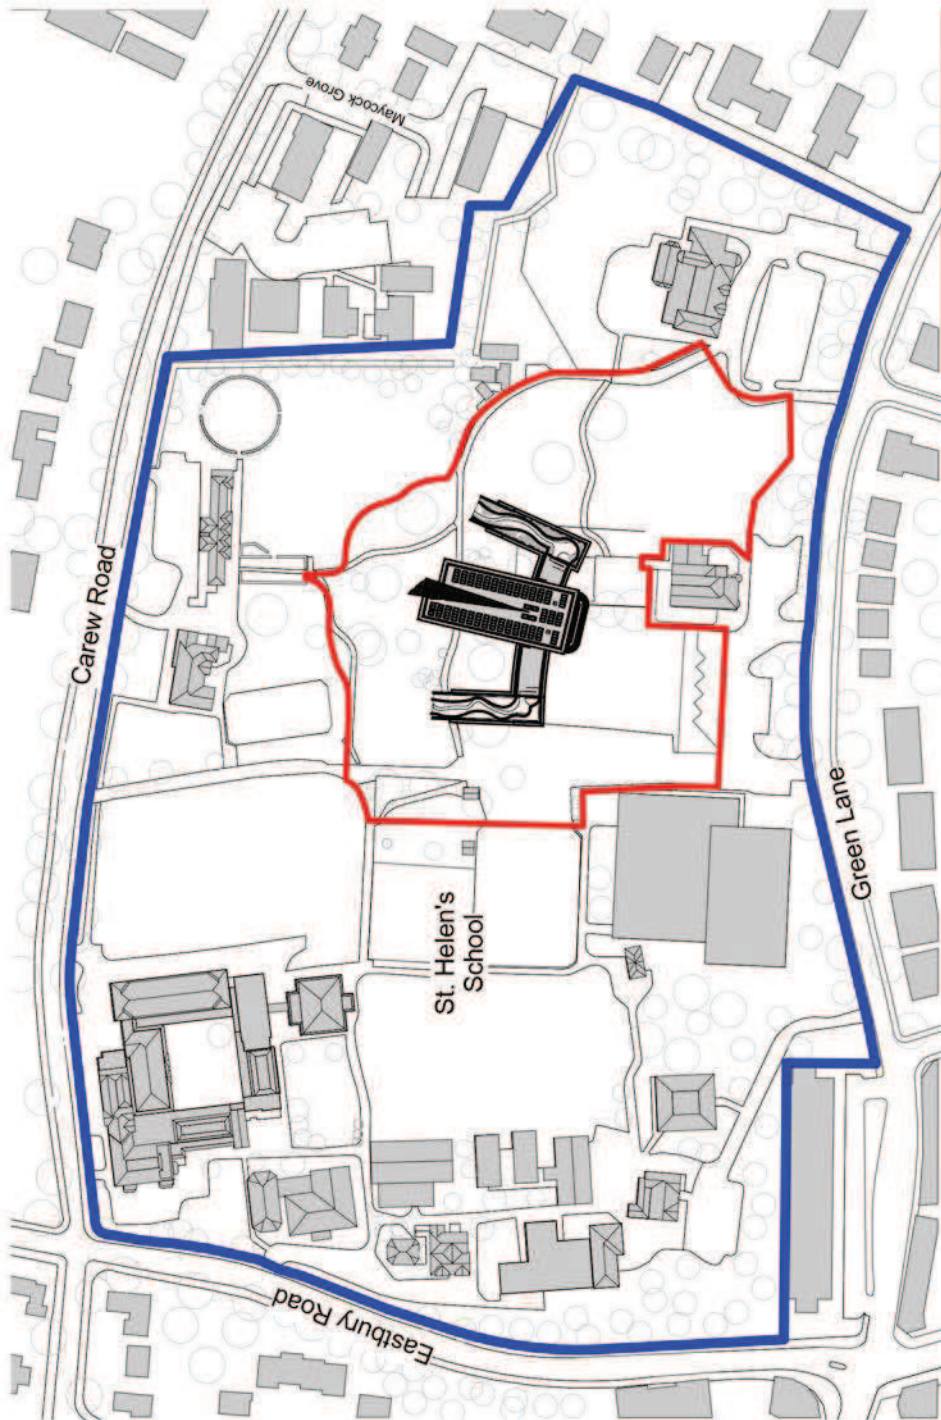 Maycock Grove
Carew Road
St. Helen's
School
Green Lane
Eastbury Road